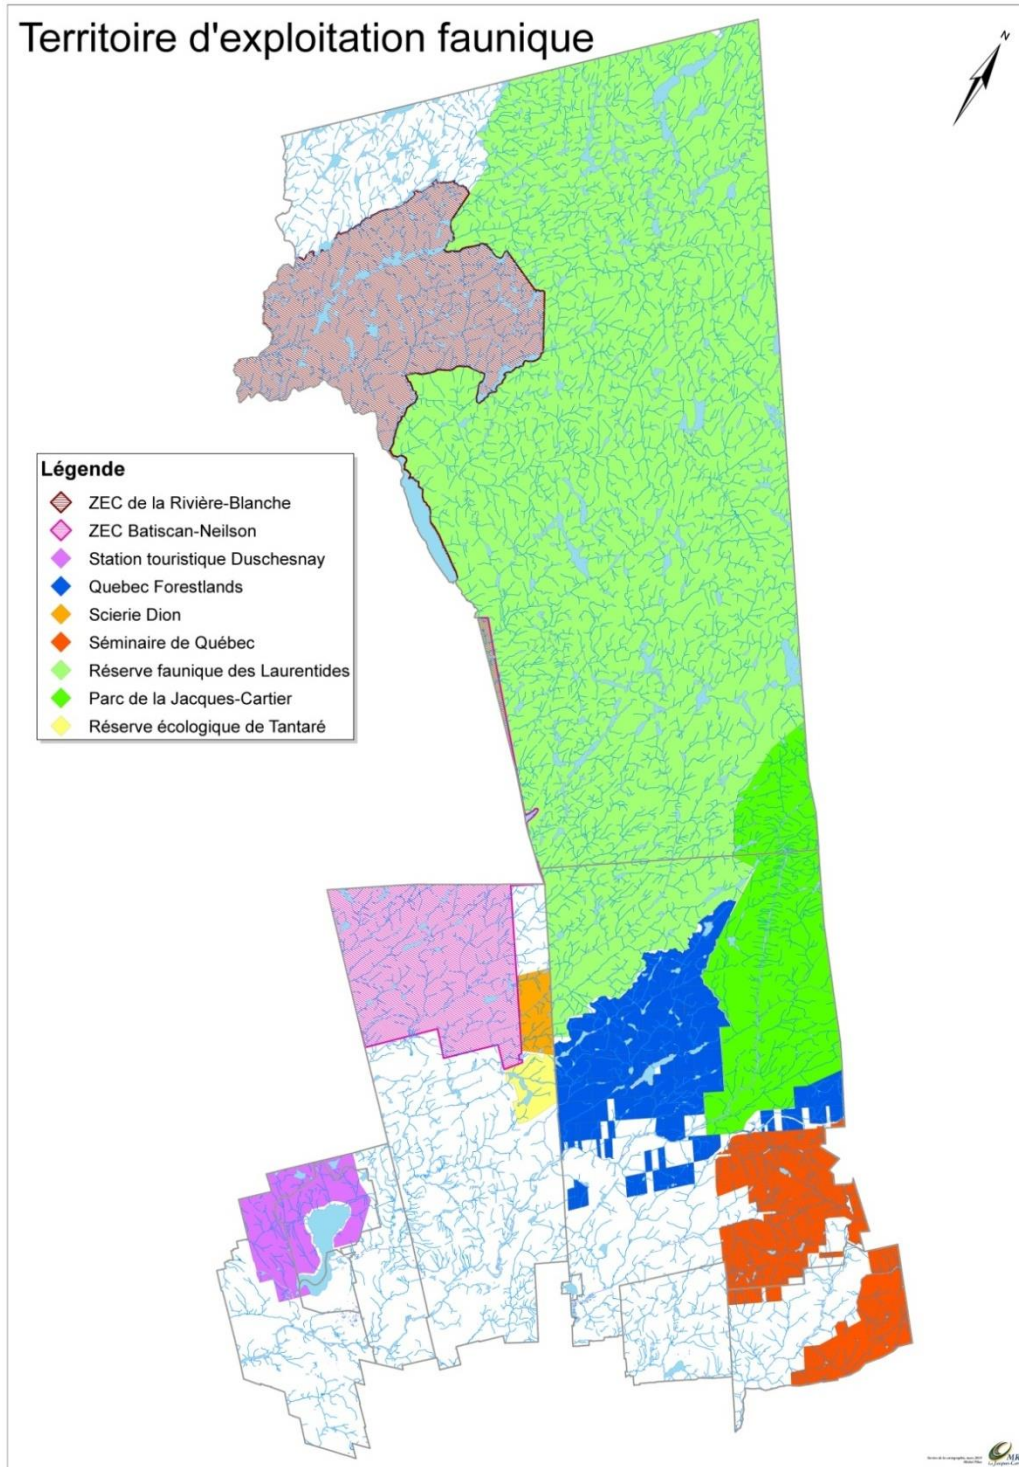 Territoire d'exploitation faunique
N
Légende
ZEC de la Rivière-Blanche
ZEC Batiscan-Neilson
Station touristique Duschesnay
Quebec Forestlands
Scierie Dion
Séminaire de Québec
Réserve faunique des Laurentides
Parc de la Jacques-Cartier
Réserve écologique de Tantaré